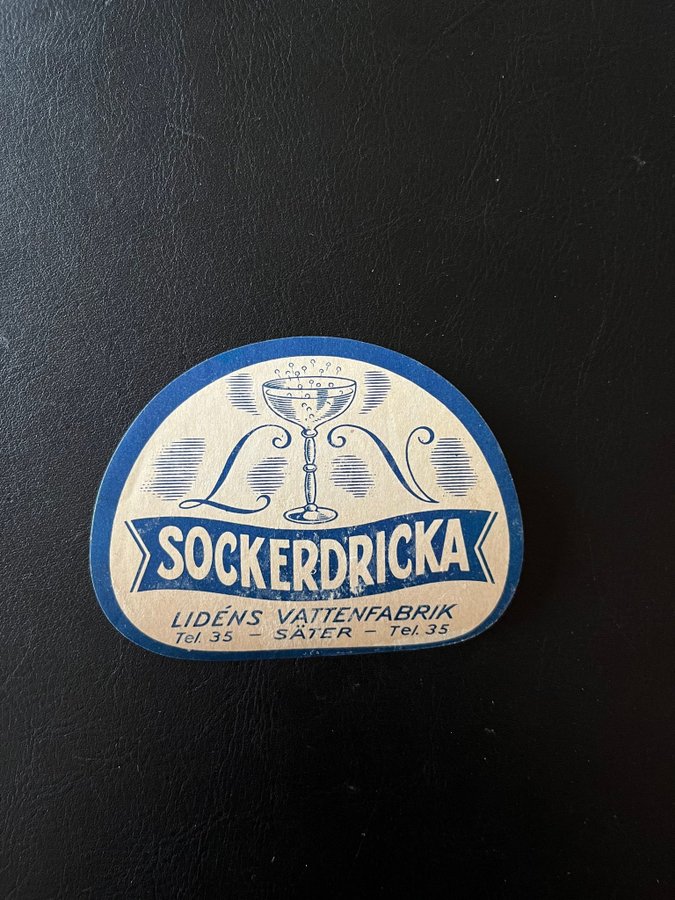 L V
SOCKERDRICKA
LIDÉNS VATTENFABRIK
Tel. 35 - SÄTER - Tel. 35